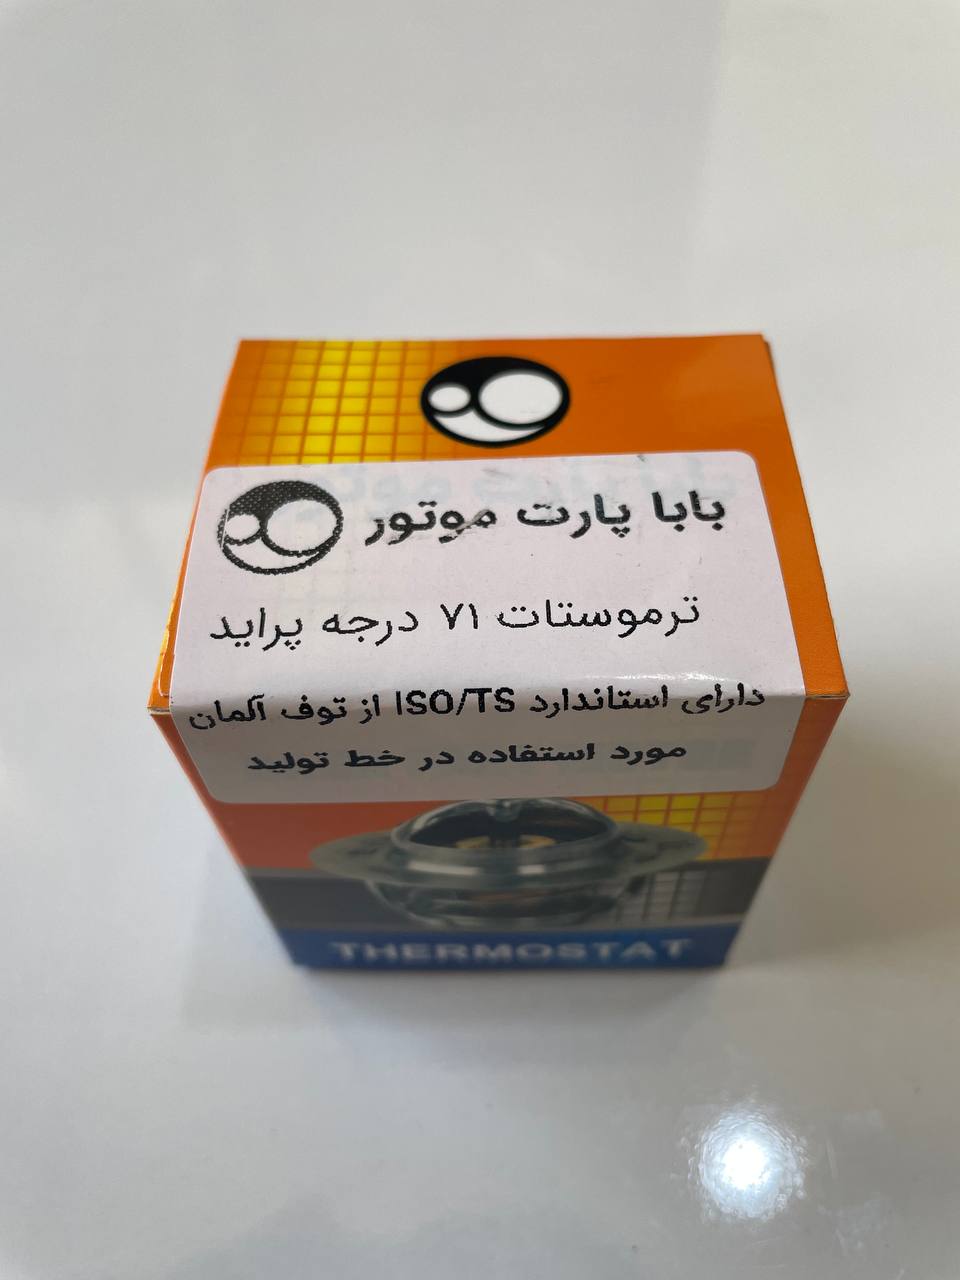 بابا پارت موتور
ترموستات ۷۱ درجه پراید
دارای استاندارد ISO/TS از توف آلمان
مورد استفاده در خط تولید
THERMOSTAT